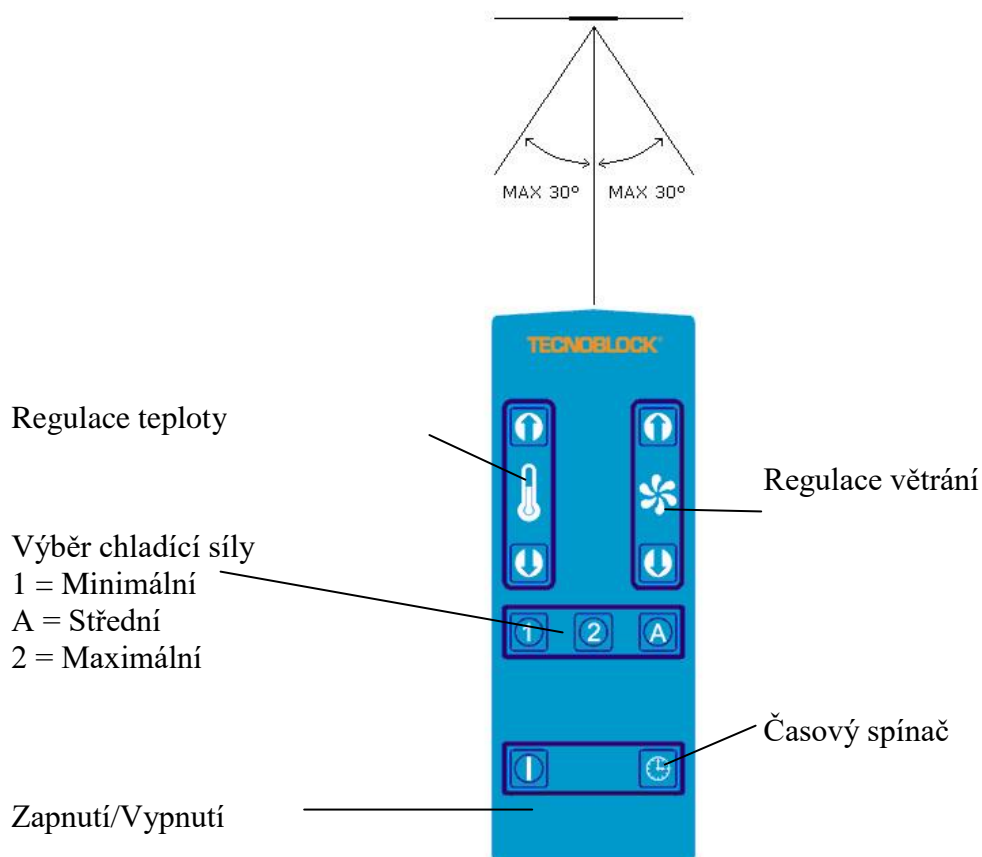 MAX 30°
MAX 30°
TECNOBLOCK
Regulace teploty
Regulace větrání
Výběr chladící síly
1 = Minimální
A = Střední
2 = Maximální
1 2 A
Časový spínač
Zapnutí/Vypnutí